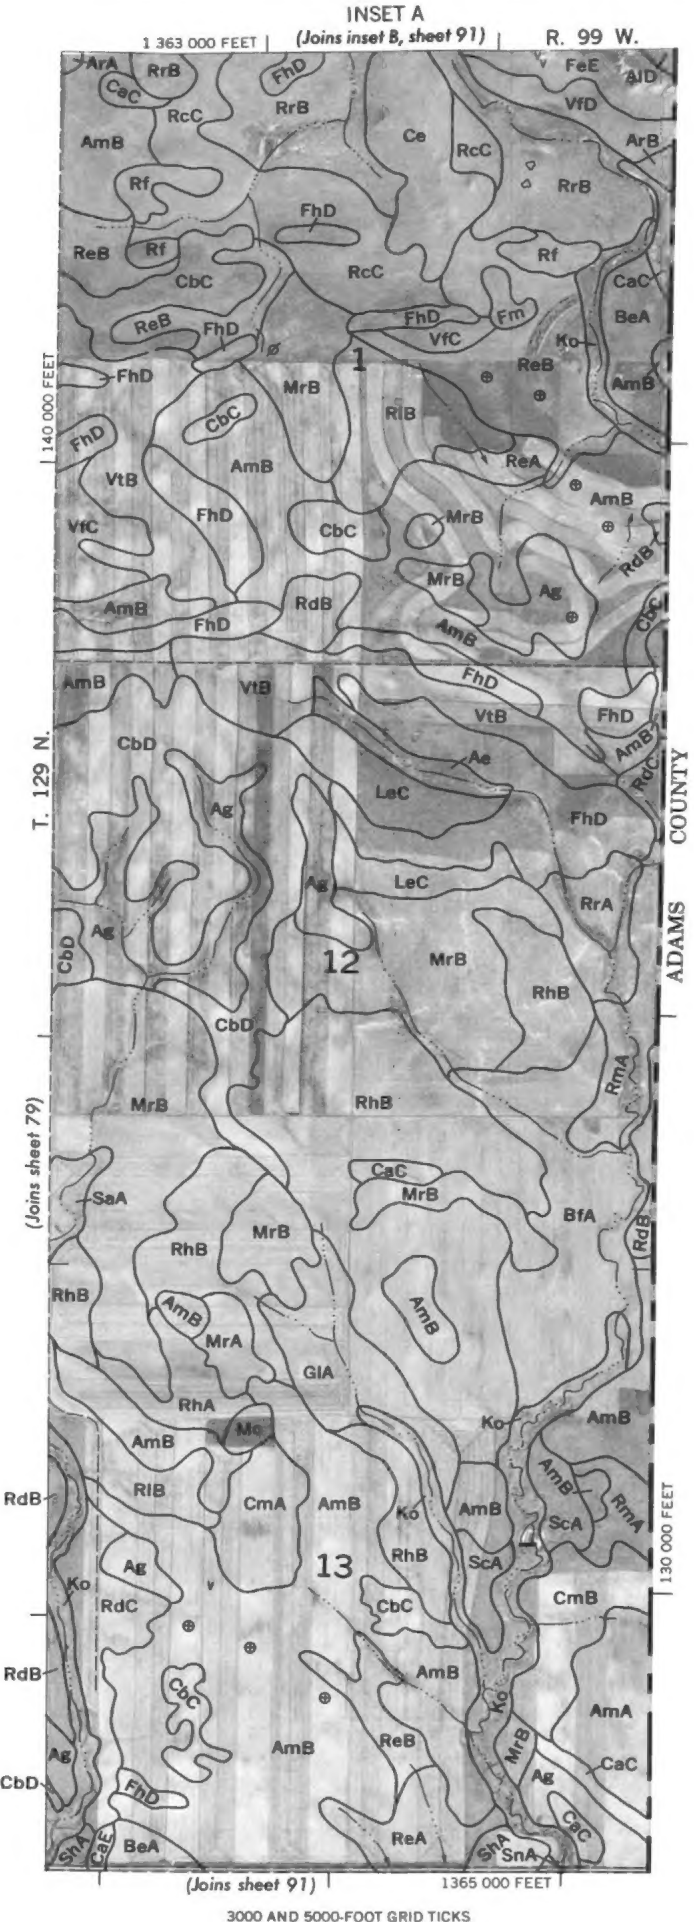 INSET A
1 363 000 FEET
(Joins inset B, sheet 91)
R. 99 W.
ArA
RrB
FhD
FeE
AlD
CaC
RrB
VfD
RcC
Ce
ArB
AmB
RcC
Rf
RrB
FhD
ReB
Rf
Rf
RcC
CbC
CaC
FhD
Fm
BeA
ReB
FhD
VfC
Ko
1
ReB
140 000 FEET
FhD
MrB
AmB
CbC
RlB
FhD
ReA
AmB
VtB
AmB
FhD
MrB
VfC
CbC
RdB
MrB
Ag
AmB
RdB
CbC
FhD
AmB
AmB
VtB
FhD
VtB
FhD
CbD
AmB
T. 129 N.
Ae
RdC
LeC
Ag
FhD
ADAMS COUNTY
Ag
LeC
RrA
Ag
CbD
12
MrB
RhB
CbD
RmA
MrB
RhB
(Joins sheet 79)
CaC
SaA
MrB
BfA
MrB
RdB
RhB
RhB
AmB
AmB
MrA
GlA
RhA
Ko
AmB
Mo
AmB
AmB
RdB
RlB
CmA
AmB
Ko
AmB
RmA
ScA
RhB
130 000 FEET
Ag
13
ScA
Ko
CmB
RdC
CbC
RdB
AmB
CbC
Ko
AmA
ReB
MrB
AmB
Ag
CaC
CbD
Ag
FhD
CaC
ReA
ShA
CaE
BeA
ShA
SnA
(Joins sheet 91)
1365 000 FEET
3000 AND 5000-FOOT GRID TICKS